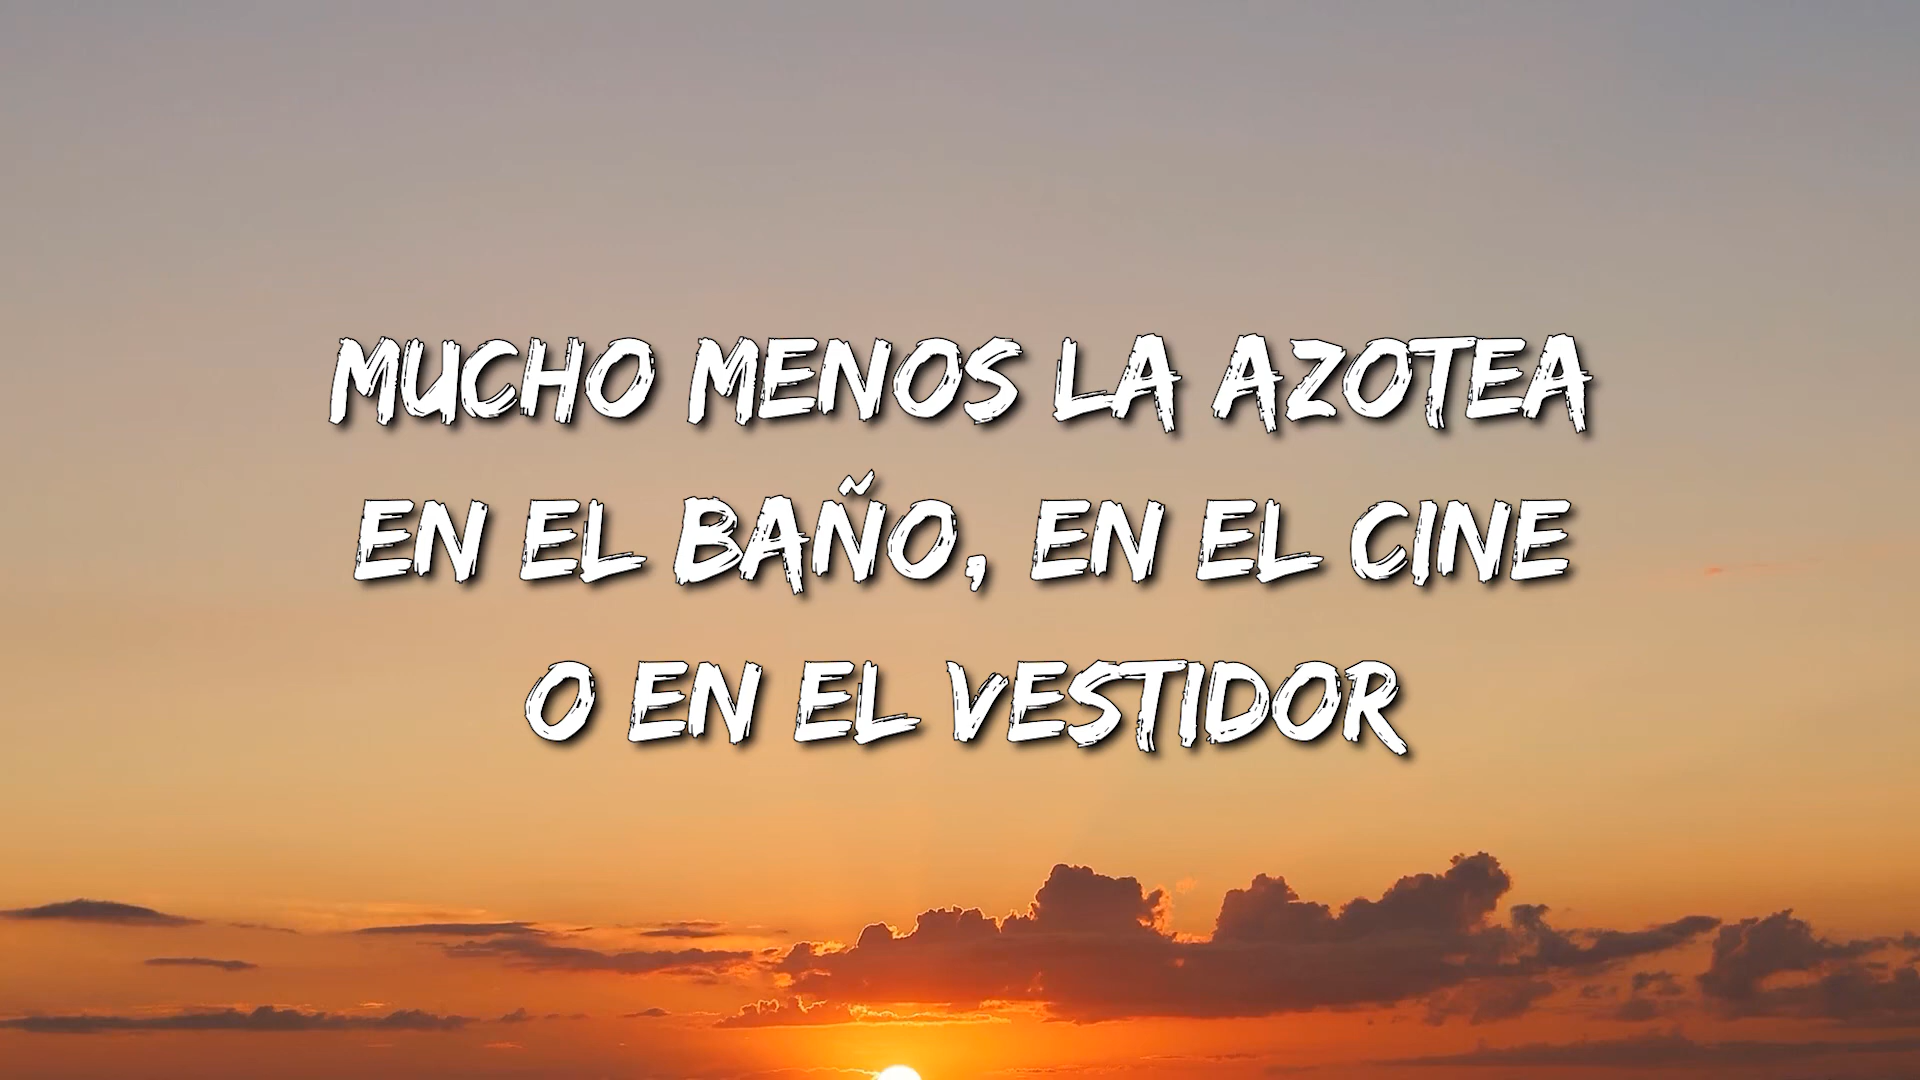 MUCHO MENOS LA AZOTEA
EN EL BAÑO, EN EL CINE
O EN EL VESTIDOR